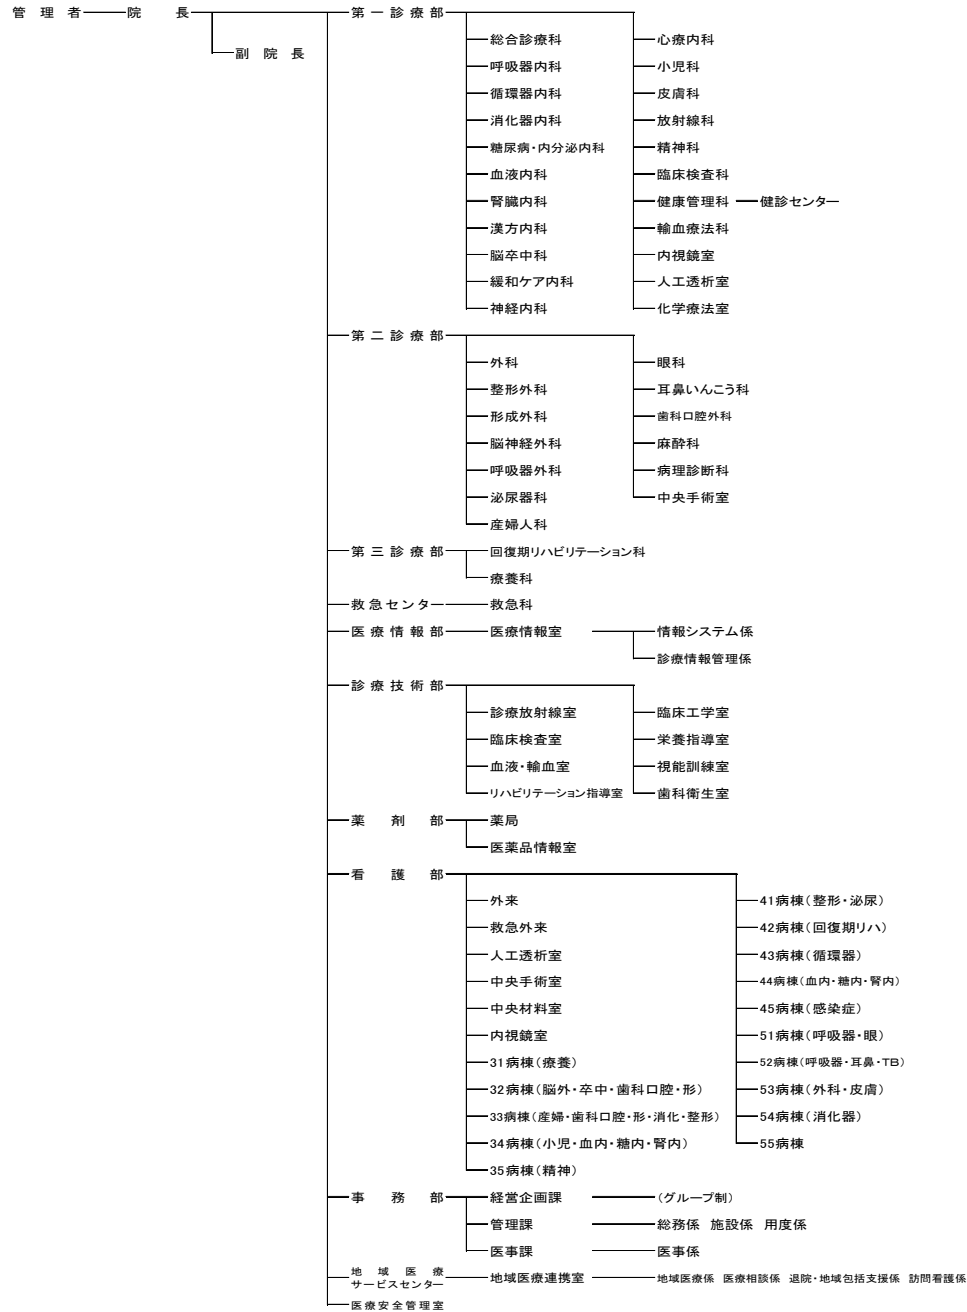 管理者 院長 第一診療部
副院長
総合診療科 心療内科
呼吸器内科 小児科
循環器内科 皮膚科
消化器内科 放射線科
糖尿病・内分泌内科 精神科
血液内科 臨床検査科
腎臓内科 健康管理科 健診センター
漢方内科 輸血療法科
脳卒中科 内視鏡室
緩和ケア内科 人工透析室
神経内科 化学療法室
第二診療部
外科 眼科
整形外科 耳鼻いんこう科
形成外科 歯科口腔外科
脳神経外科 麻酔科
呼吸器外科 病理診断科
泌尿器科 中央手術室
産婦人科
第三診療部 回復期リハビリテーション科
療養科
救急センター 救急科
医療情報部 医療情報室 情報システム係
診療情報管理係
診療技術部
診療放射線室 臨床工学室
臨床検査室 栄養指導室
血液・輸血室 視能訓練室
リハビリテーション指導室 歯科衛生室
薬剤部 薬局
医薬品情報室
看護部
外来 41病棟(整形・泌尿)
救急外来 42病棟(回復期リハ)
人工透析室 43病棟(循環器)
中央手術室 44病棟(血内・糖内・腎内)
中央材料室 45病棟(感染症)
内視鏡室 51病棟(呼吸器・眼)
31病棟(療養) 52病棟(呼吸器・耳鼻・TB)
32病棟(脳外・卒中・歯科口腔・形) 53病棟(外科・皮膚)
33病棟(産婦・歯科口腔・形・消化・整形) 54病棟(消化器)
34病棟(小児・血内・糖内・腎内) 55病棟
35病棟(精神)
事務部 経営企画課 (グループ制)
管理課 総務係 施設係 用度係
医事課 医事係
地域医療
サービスセンター 地域医療連携室 地域医療係 医療相談係 退院・地域包括支援係 訪問看護係
医療安全管理室